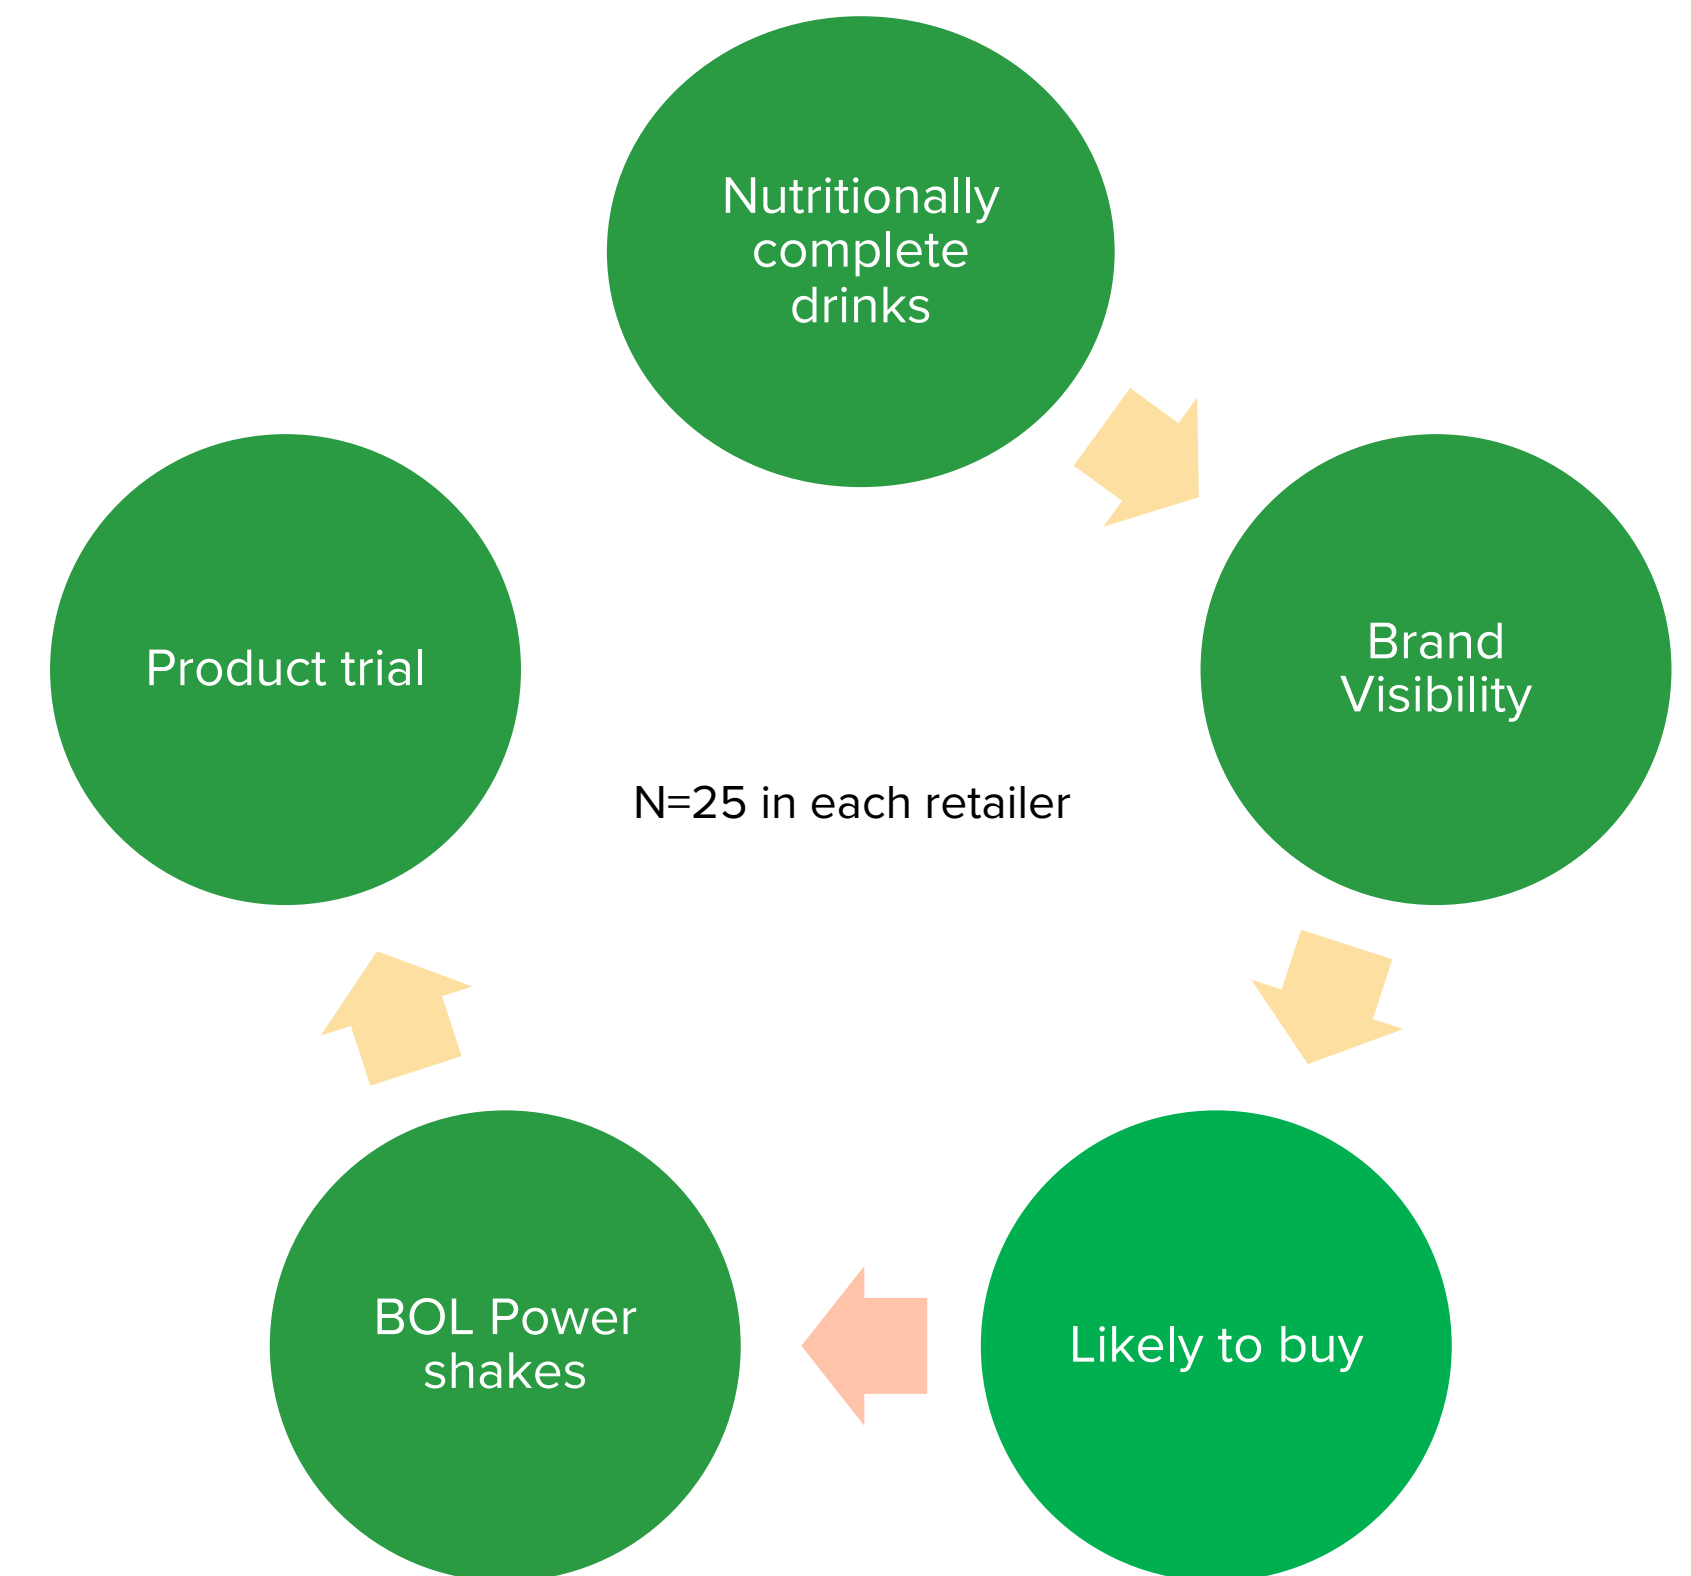 Nutritionally
complete
drinks
Brand
Visibility
Product trial
N=25 in each retailer
Likely to buy
BOL Power
shakes